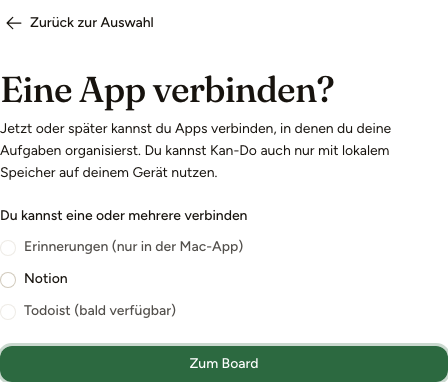 Zurück zur Auswahl
Eine App verbinden?
Jetzt oder später kannst du Apps verbinden, in denen du deine
Aufgaben organisierst. Du kannst Kan-Do auch nur mit lokalem
Speicher auf deinem Gerät nutzen.
Du kannst eine oder mehrere verbinden
Erinnerungen (nur in der Mac-App)
Notion
Todoist (bald verfügbar)
Zum Board